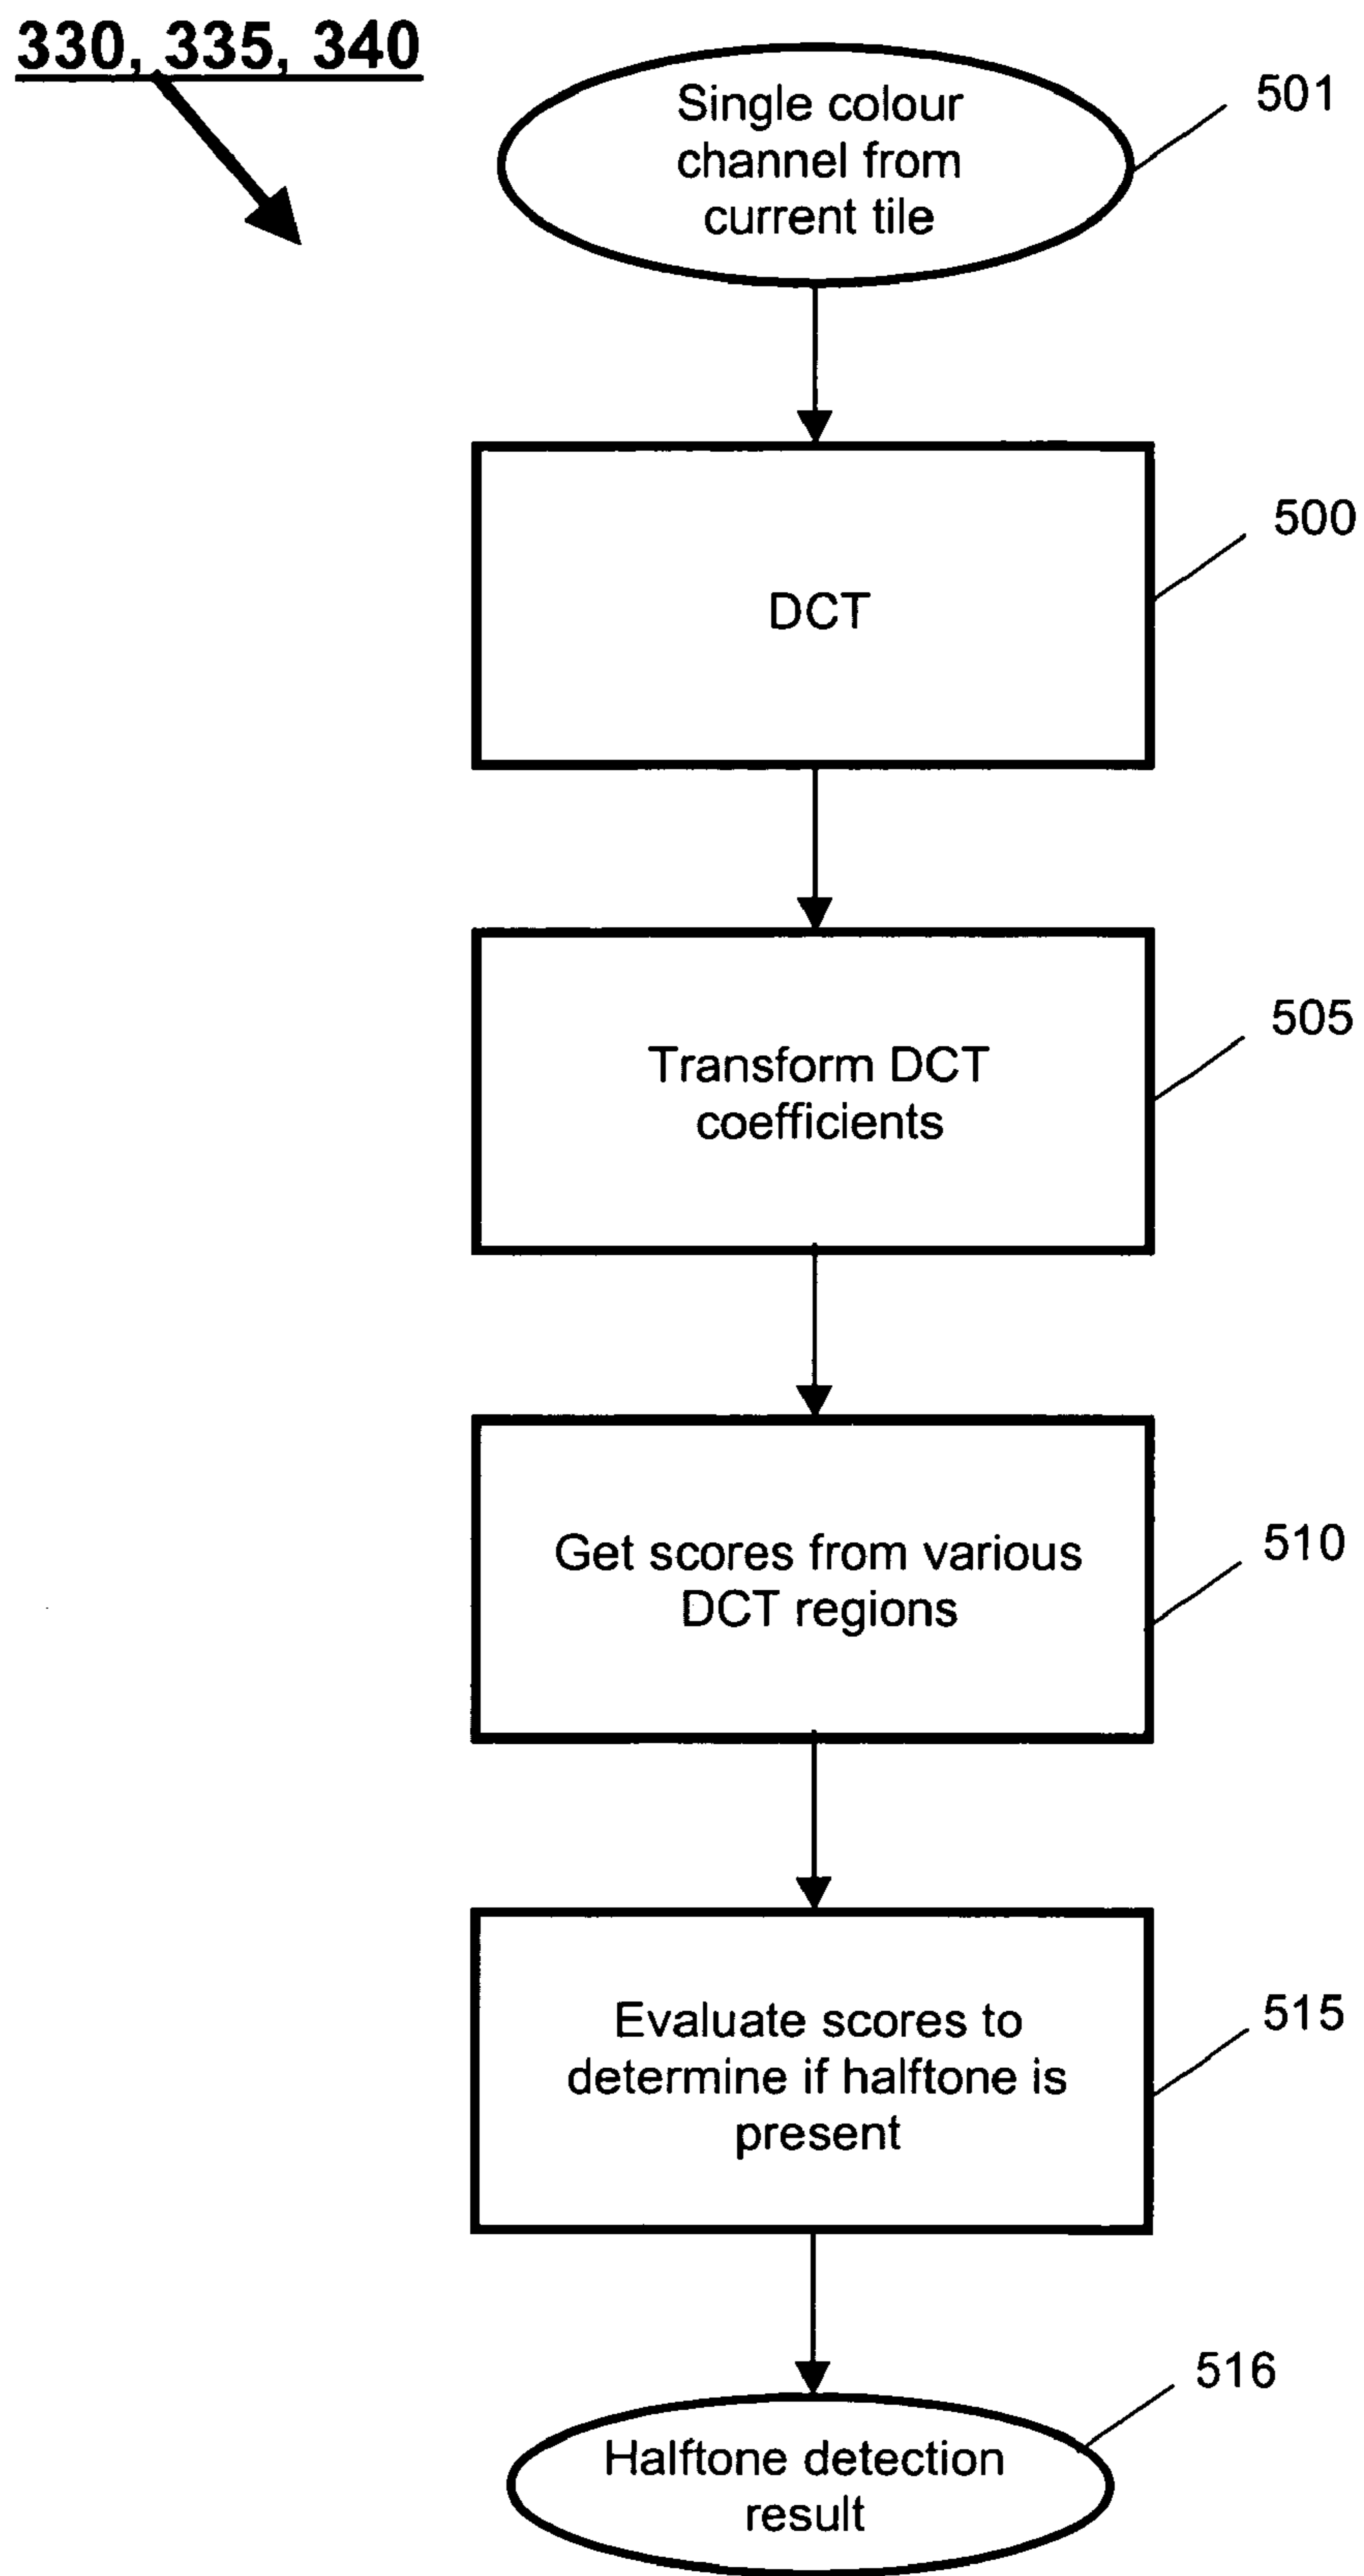 330, 335, 340
Single colour
channel from
current tile
501
DCT
500
Transform DCT
coefficients
505
Get scores from various
DCT regions
510
Evaluate scores to
determine if halftone is
present
515
Halftone detection
result
516